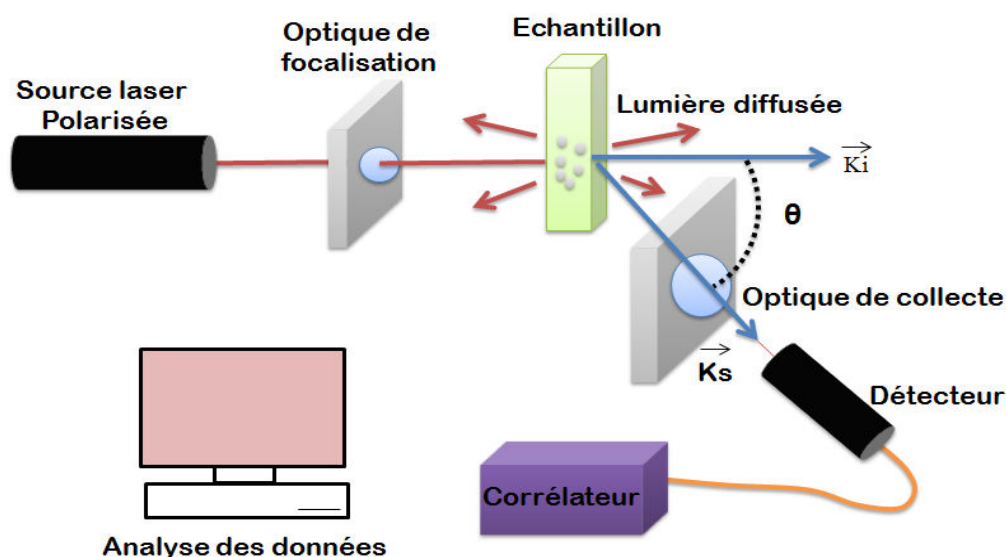 Optique de
focalisation
Echantillon
Source laser
Polarisée
Lumière diffusée
Ki
θ
Optique de collecte
Ks
Détecteur
Corrélateur
Analyse des données